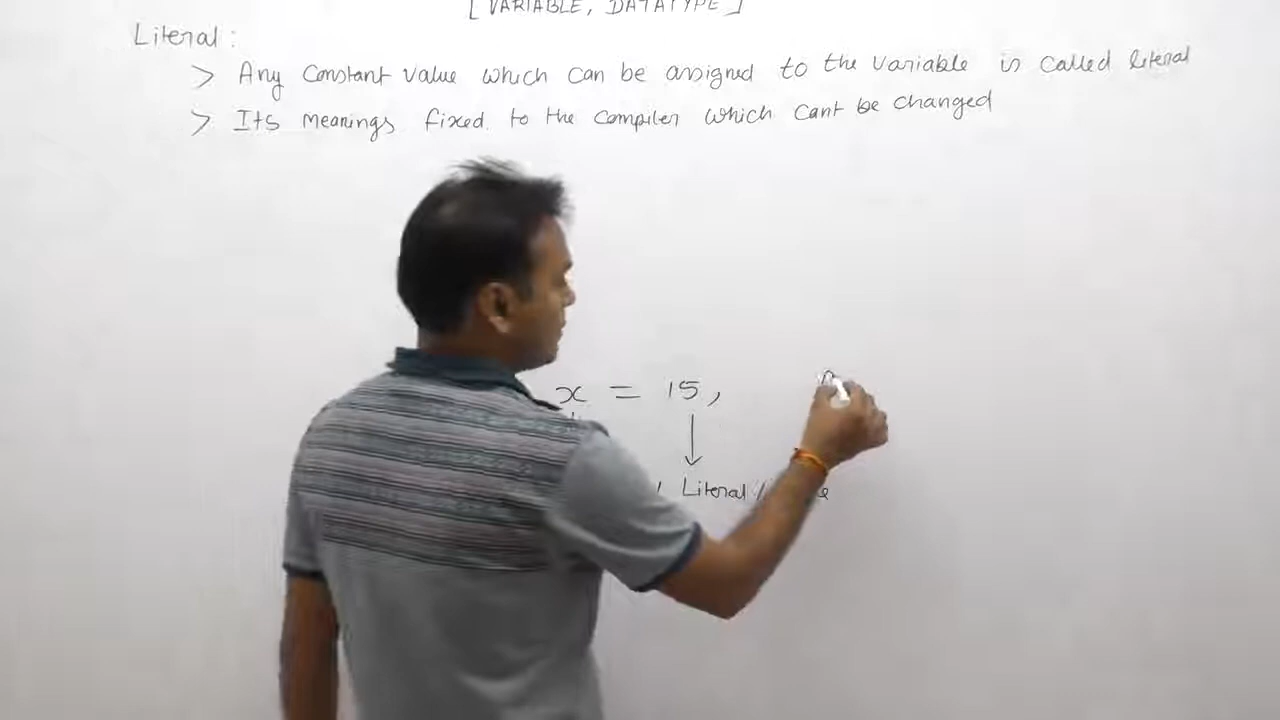 [ VARIABLE, DATATYPE ]
Literal :
> Any Constant value which can be assigned to the variable is called literal
> Its meanings fixed to the compiler which cant be changed
x = 15,
Literal /